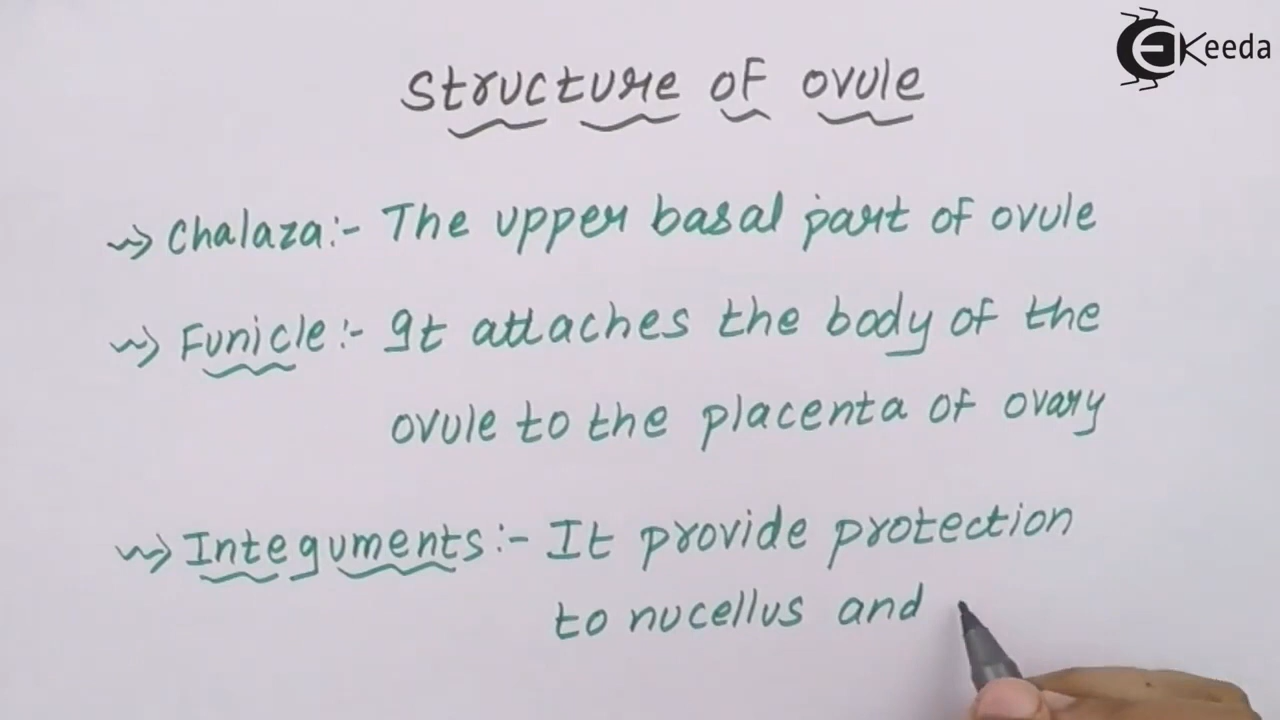 Keeda
Structure of ovule
Chalaza:- The upper basal part of ovule
Funicle:- It attaches the body of the
ovule to the placenta of ovary
Integuments:- It provide protection
to nucellus and